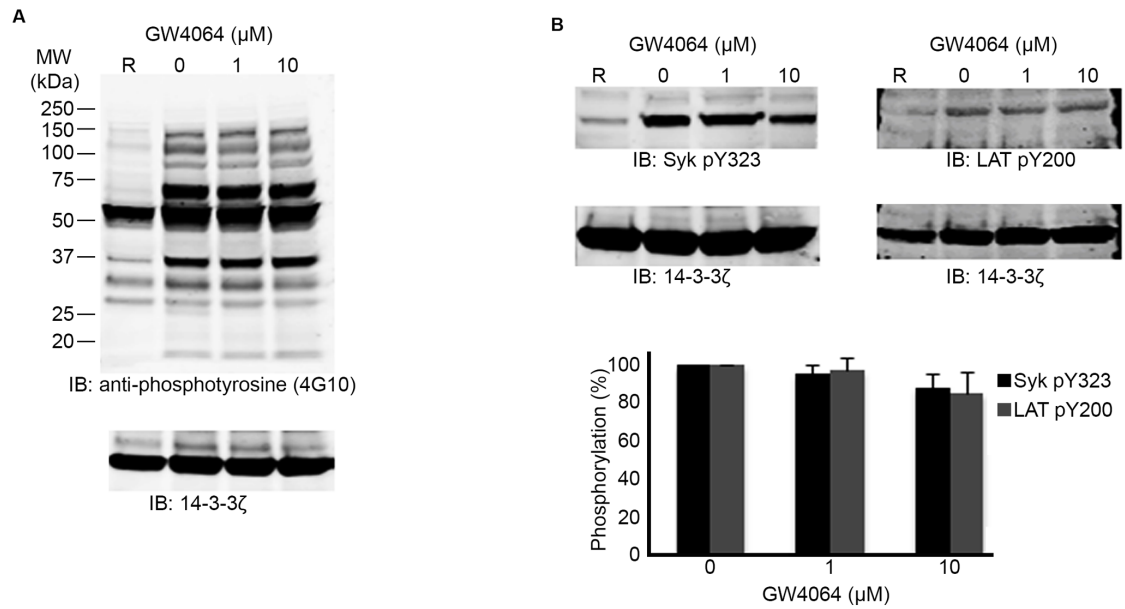 A
GW4064 (μM)
MW
(kDa)
R 0 1 10
250
150
100
75
50
37
25
20
IB: anti-phosphotyrosine (4G10)
IB: 14-3-3ζ
B
GW4064 (μM)
R 0 1 10
IB: Syk pY323
IB: 14-3-3ζ
GW4064 (μM)
R 0 1 10
IB: LAT pY200
IB: 14-3-3ζ
Phosphorylation (%)
100
80
60
40
20
0
0 1 10
GW4064 (μM)
Syk pY323
LAT pY200